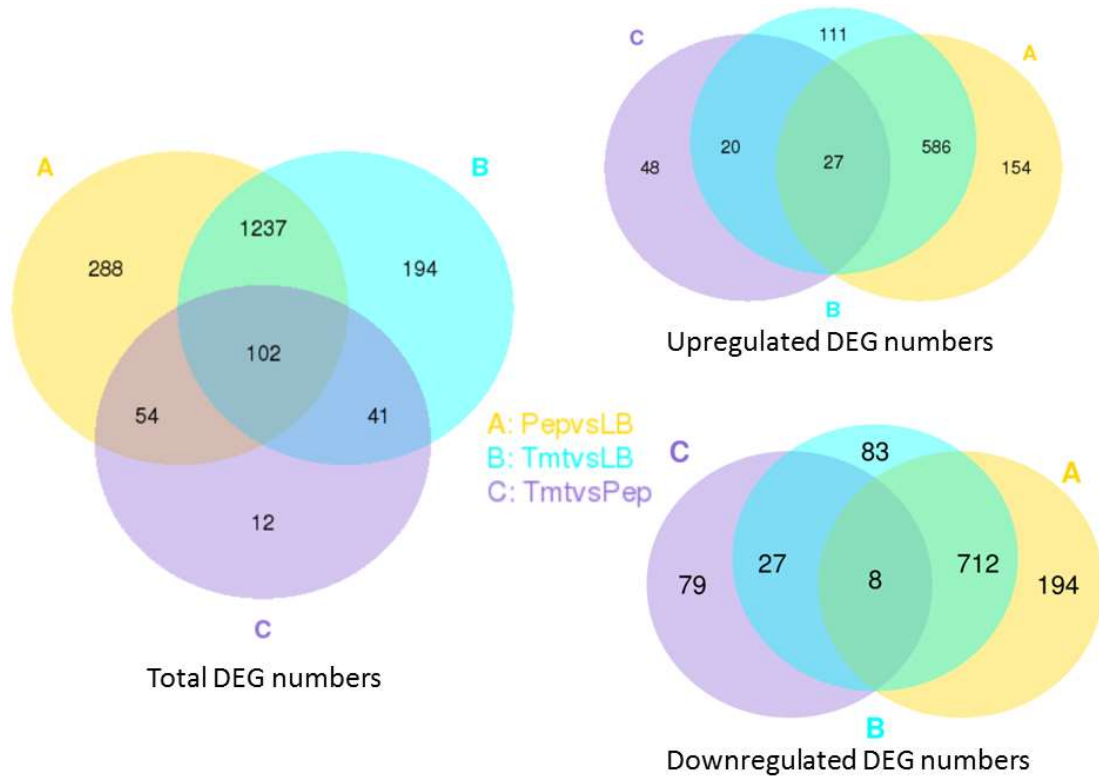 A
B
1237
288
194
102
54
41
12
C
Total DEG numbers
A: PepvsLB
B: TmtvsLB
C: TmtvsPep
C
111
A
48
20
27
586
154
B
Upregulated DEG numbers
C
83
A
79
27
8
712
194
B
Downregulated DEG numbers